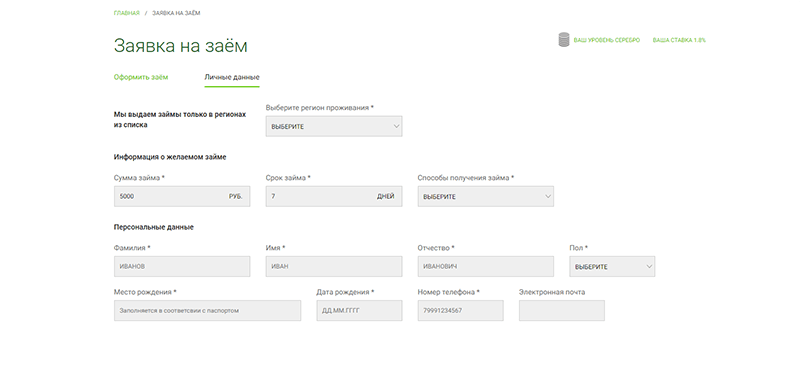 ГЛАВНАЯ / ЗАЯВКА НА ЗАЁМ
Заявка на заём
ВАШ УРОВЕНЬ СЕРЕБРО ВАША СТАВКА 1.8%
Оформить заём Личные данные
Мы выдаем займы только в регионах
из списка
Выберите регион проживания *
ВЫБЕРИТЕ
Информация о желаемом займе
Сумма займа * Срок займа * Способы получения займа *
5000 РУБ. 7 ДНЕЙ ВЫБЕРИТЕ
Персональные данные
Фамилия * Имя * Отчество * Пол *
ИВАНОВ ИВАН ИВАНОВИЧ ВЫБЕРИТЕ
Место рождения * Дата рождения * Номер телефона * Электронная почта
Заполняется в соответсвии с паспортом ДД.ММ.ГГГГ 79991234567